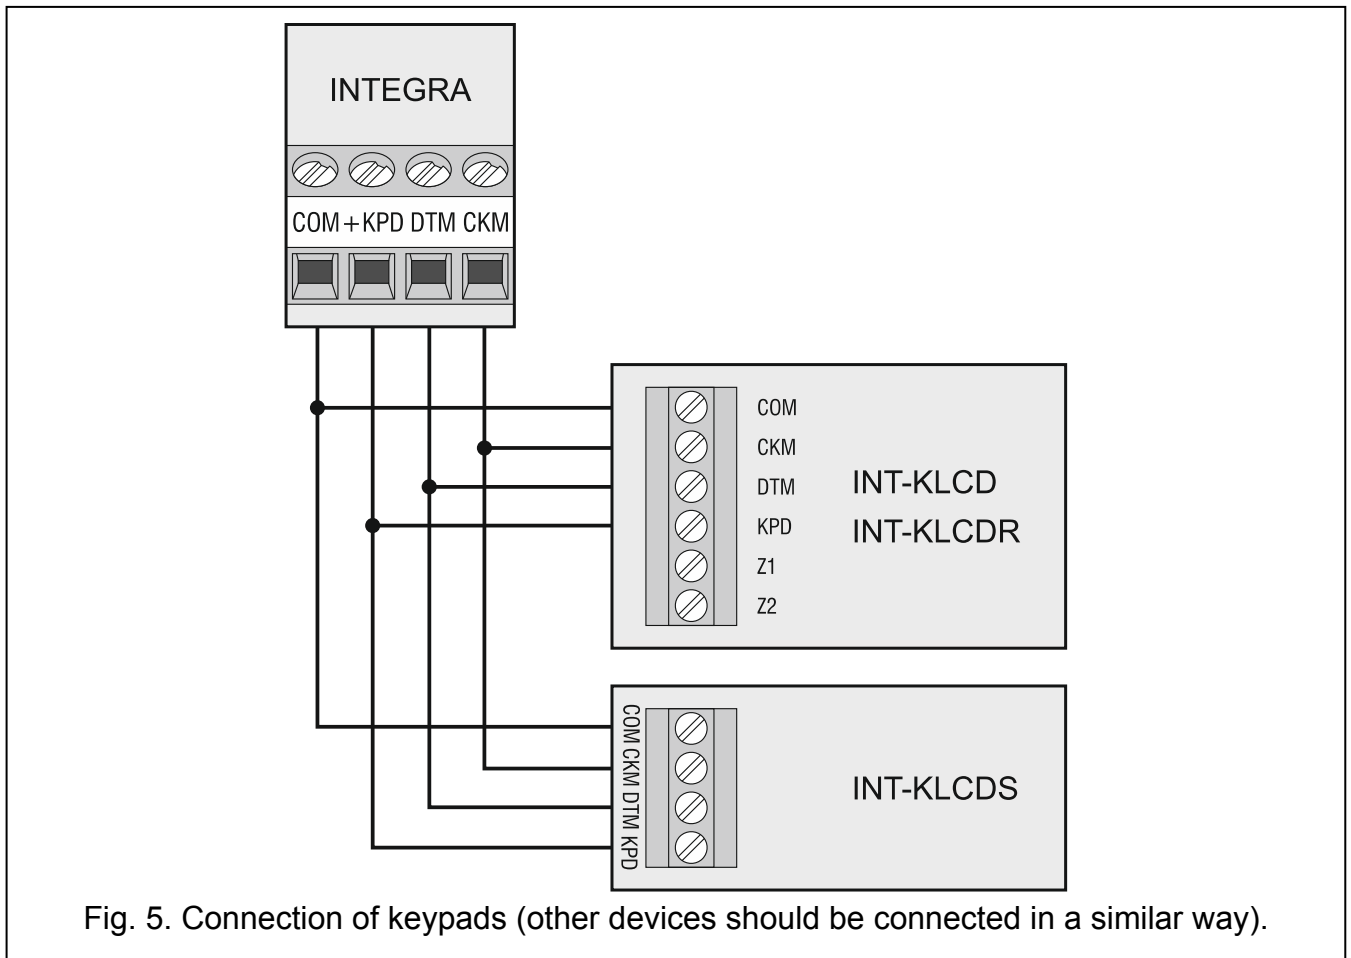 INTEGRA
COM +KPD DTM CKM
COM
CKM
DTM
KPD
Z1
Z2
INT-KLCD
INT-KLCDR
COM CKM DTM KPD
INT-KLCDS
Fig. 5. Connection of keypads (other devices should be connected in a similar way).